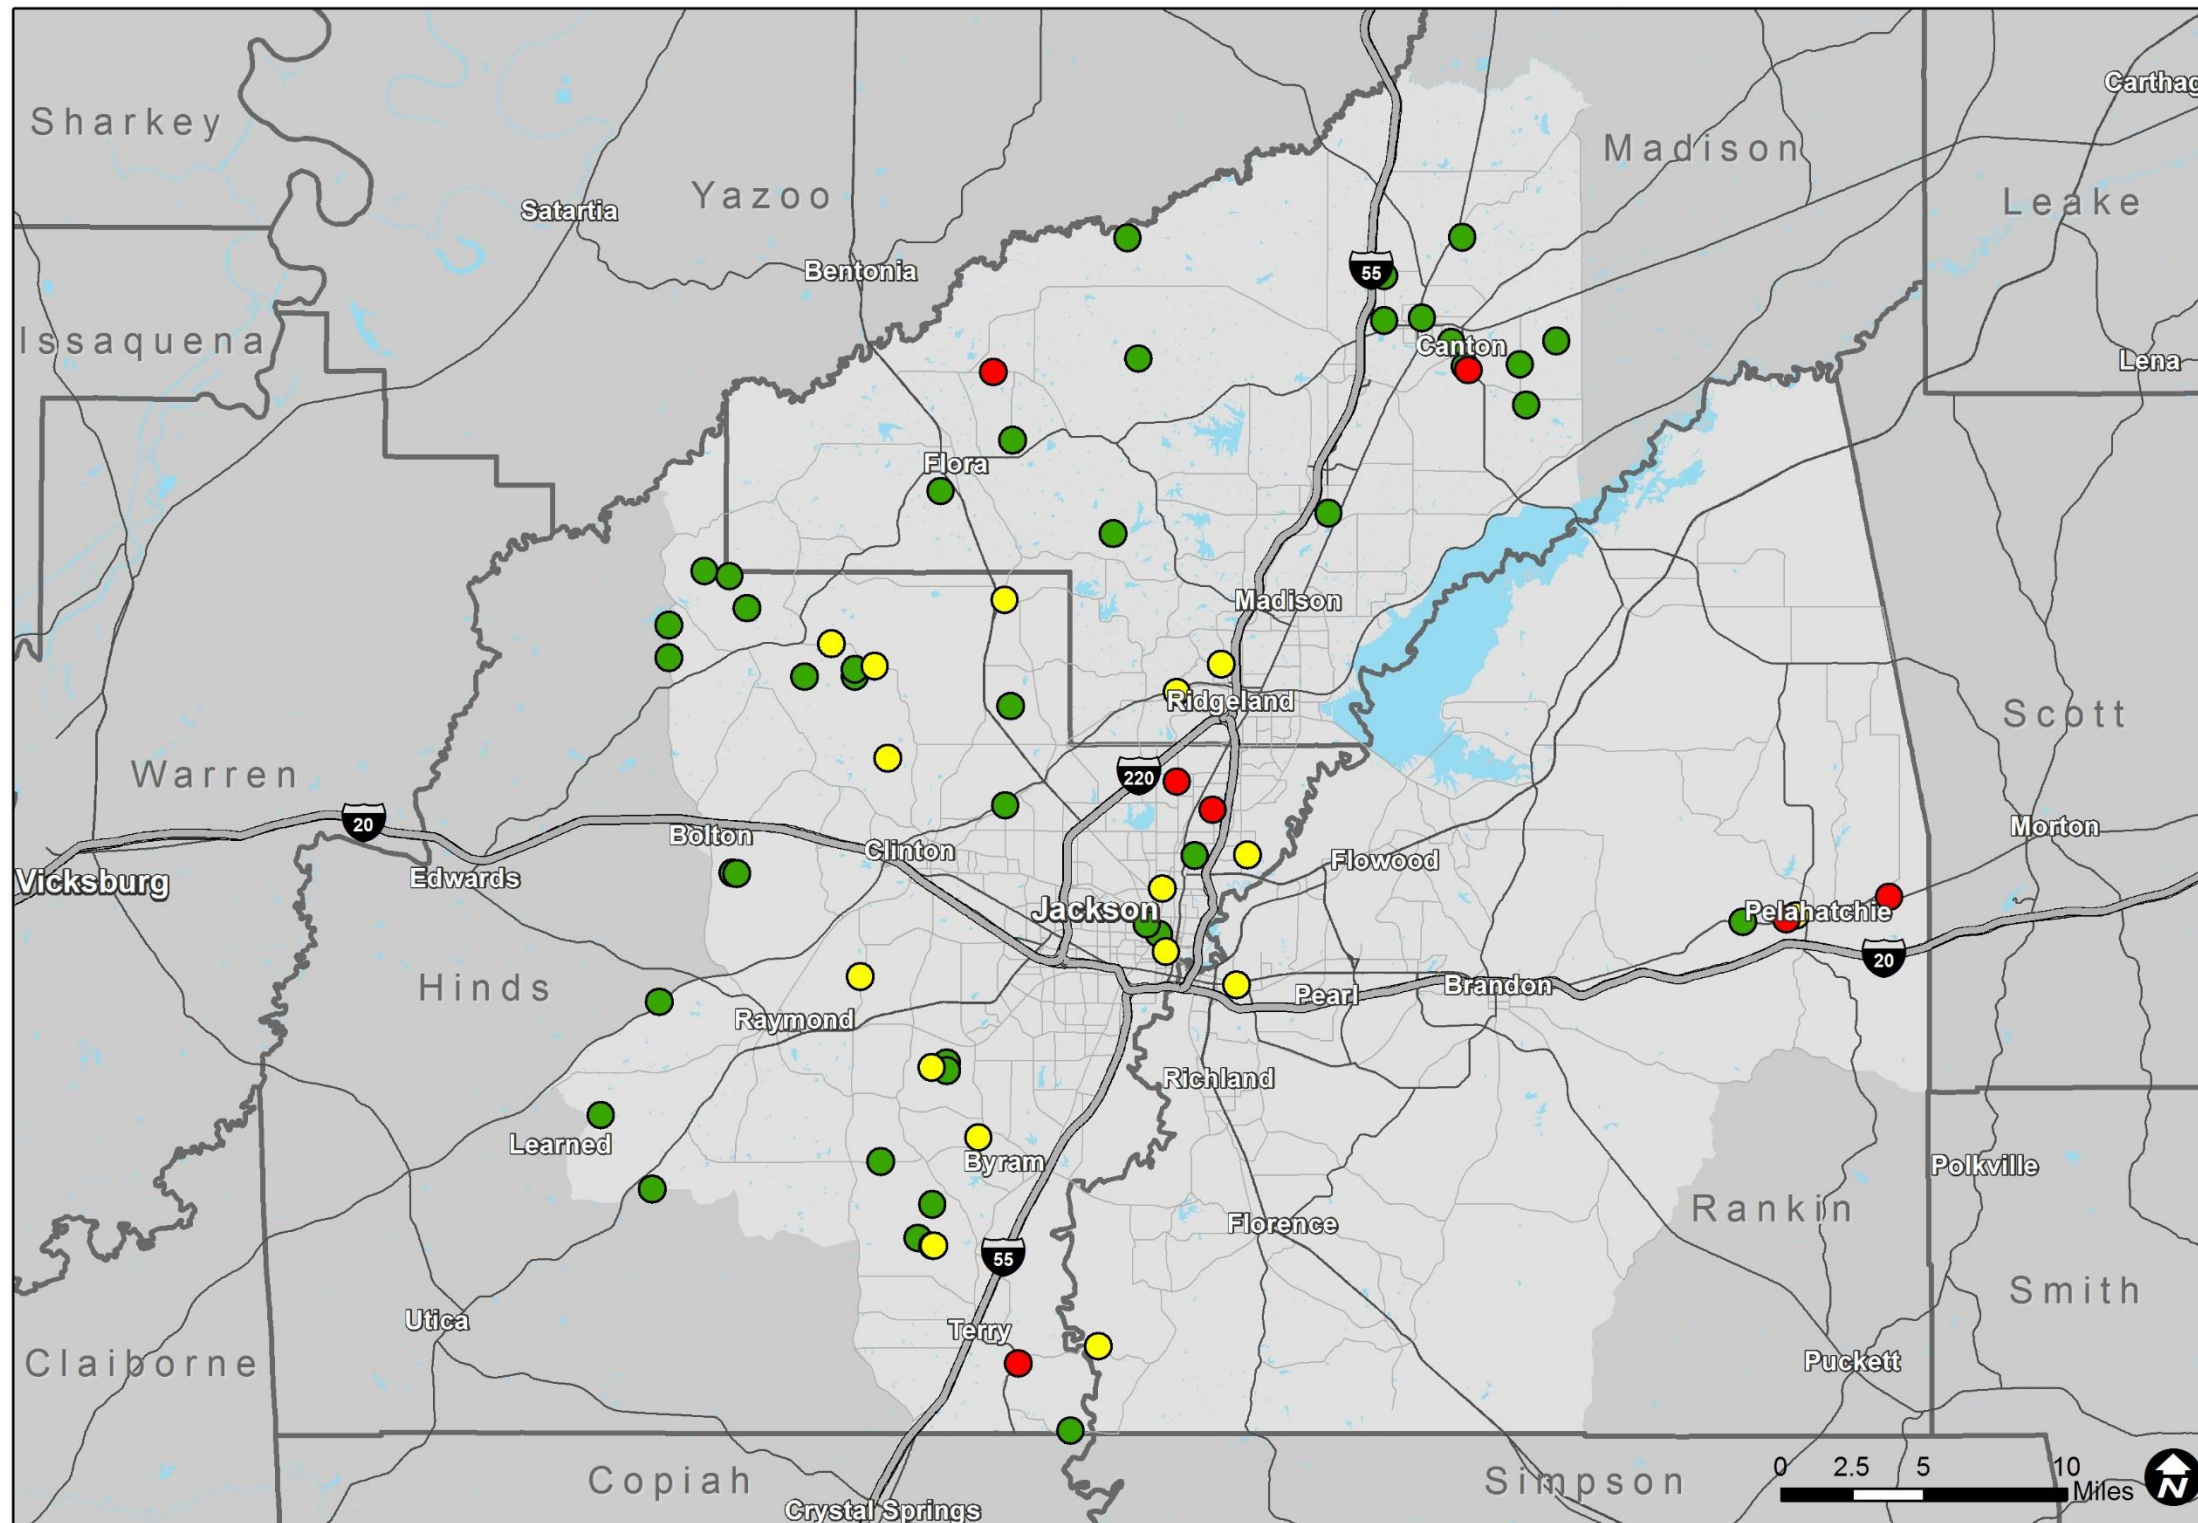 Carthag
Sharkey
Madison
Yazoo
Leake
Satartia
Bentonia
55
Issaquena
Canton
Lena
Flora
Madison
Ridgeland
Scott
Warren
220
20
Bolton
Clinton
Morton
Edwards
Flowood
Vicksburg
Jackson
Pelahatchie
20
Hinds
Pearl
Brandon
Raymond
Richland
Learned
Byram
Polkville
Rankin
Florence
55
Smith
Utica
Terry
Claiborne
Puckett
0 2.5 5 10
Miles
N
Copiah
Simpson
Crystal Springs